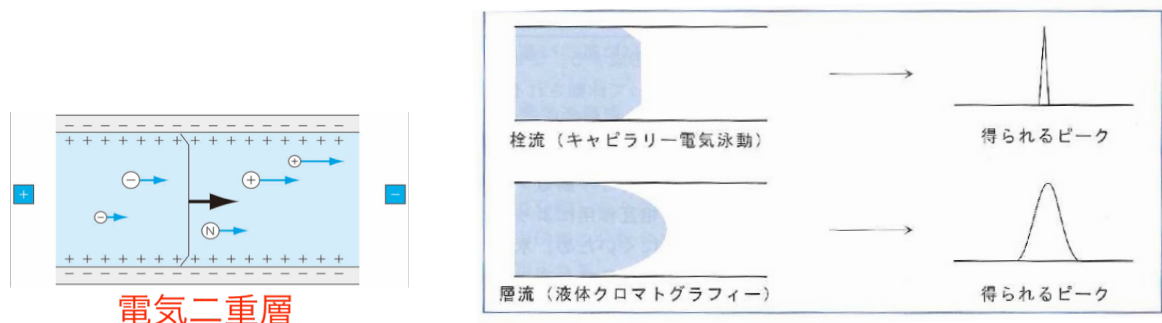 + + + + + + + + + + + + + +
+
-
+
-
+
-
N
+ + + + + + + + + + + + + +
電気二重層
栓流（キャピラリー電気泳動）
得られるピーク
層流（液体クロマトグラフィー）
得られるピーク